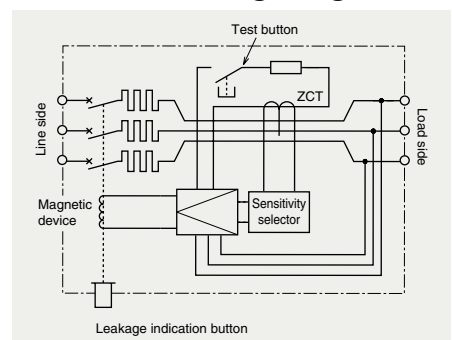 Test button
ZCT
Line side
Load side
Magnetic
device
Sensitivity
selector
Leakage indication button